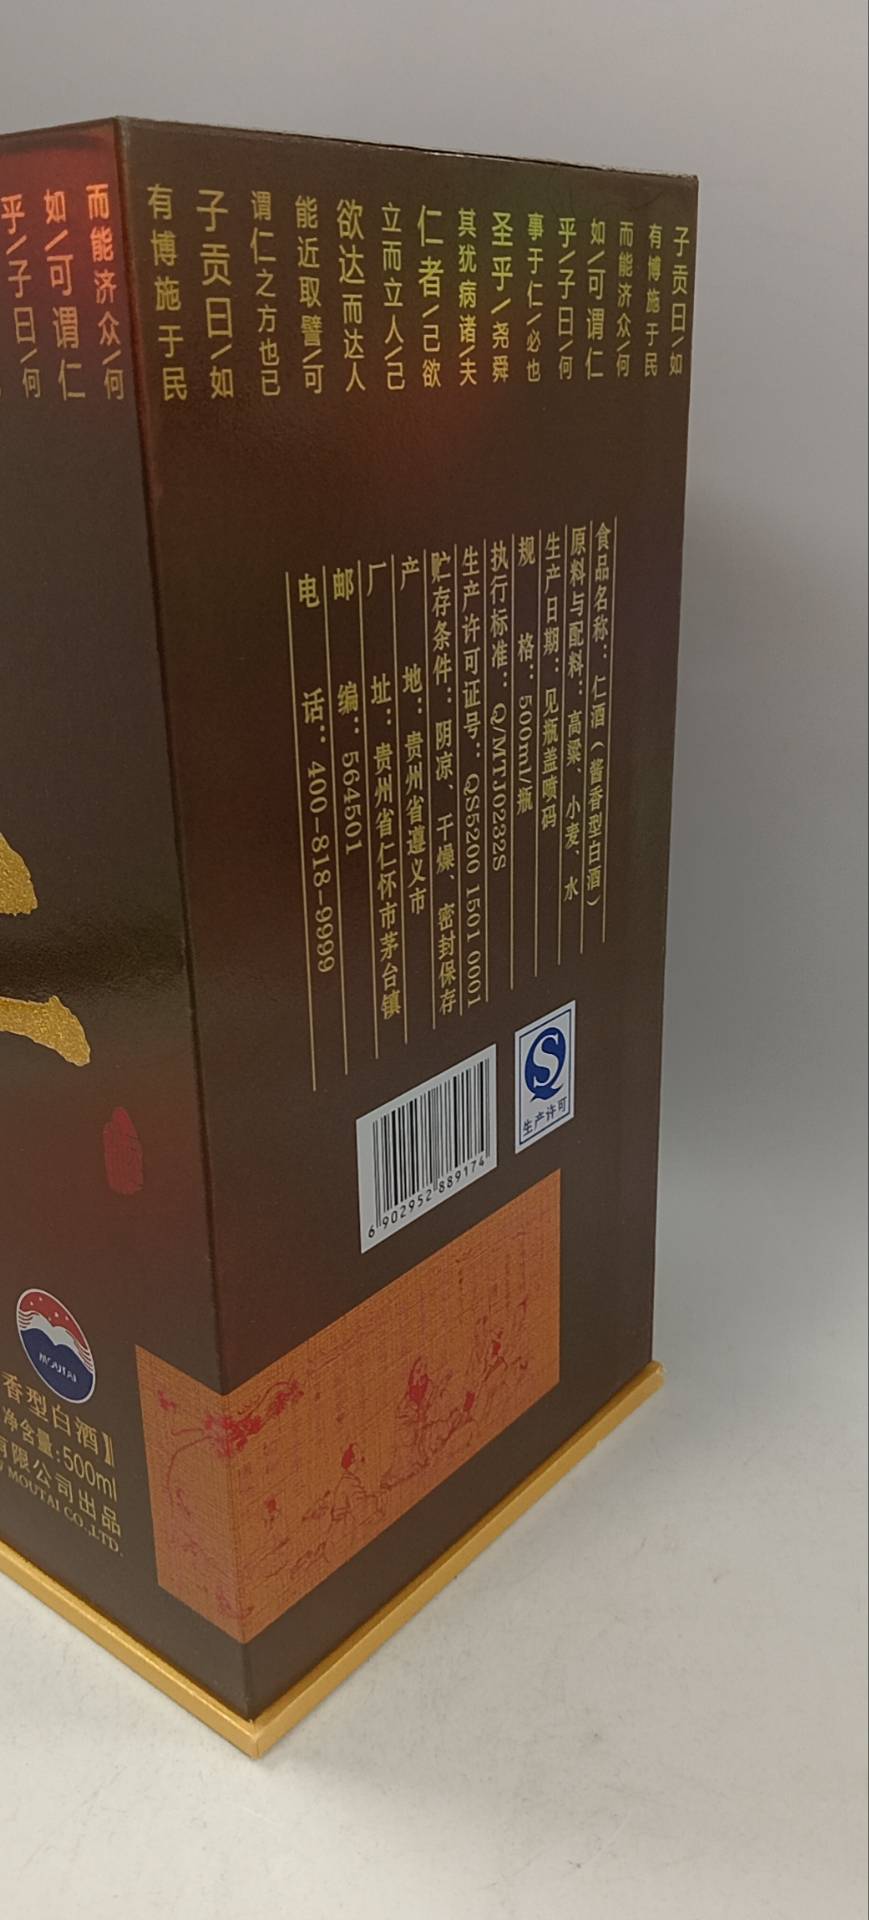 子贡曰\如
有博施于民
而能济众\何
如\可谓仁
乎\子曰\何
事于仁\必也
圣乎\尧舜
其犹病诸\夫
仁者\己欲
立而立人\己
欲达而达人
能近取譬\可
谓仁之方也已
子贡曰\如
有博施于民
而能济众\何
如\可谓仁
乎\子曰\何
食品名称：仁酒（酱香型白酒）
原料与配料：高粱、小麦、水
生产日期：见瓶盖喷码
规格：500ml/瓶
执行标准：Q/MTJ0232S
生产许可证号：QS5200 1501 0001
贮存条件：阴凉、干燥、密封保存
产地：贵州省遵义市
厂址：贵州省仁怀市茅台镇
邮编：564501
电话：400-818-9999
生产许可
6 902952 889174
MOUTAI
香型白酒】
净含量:500ml
有限公司出品
MOUTAI CO.,LTD.